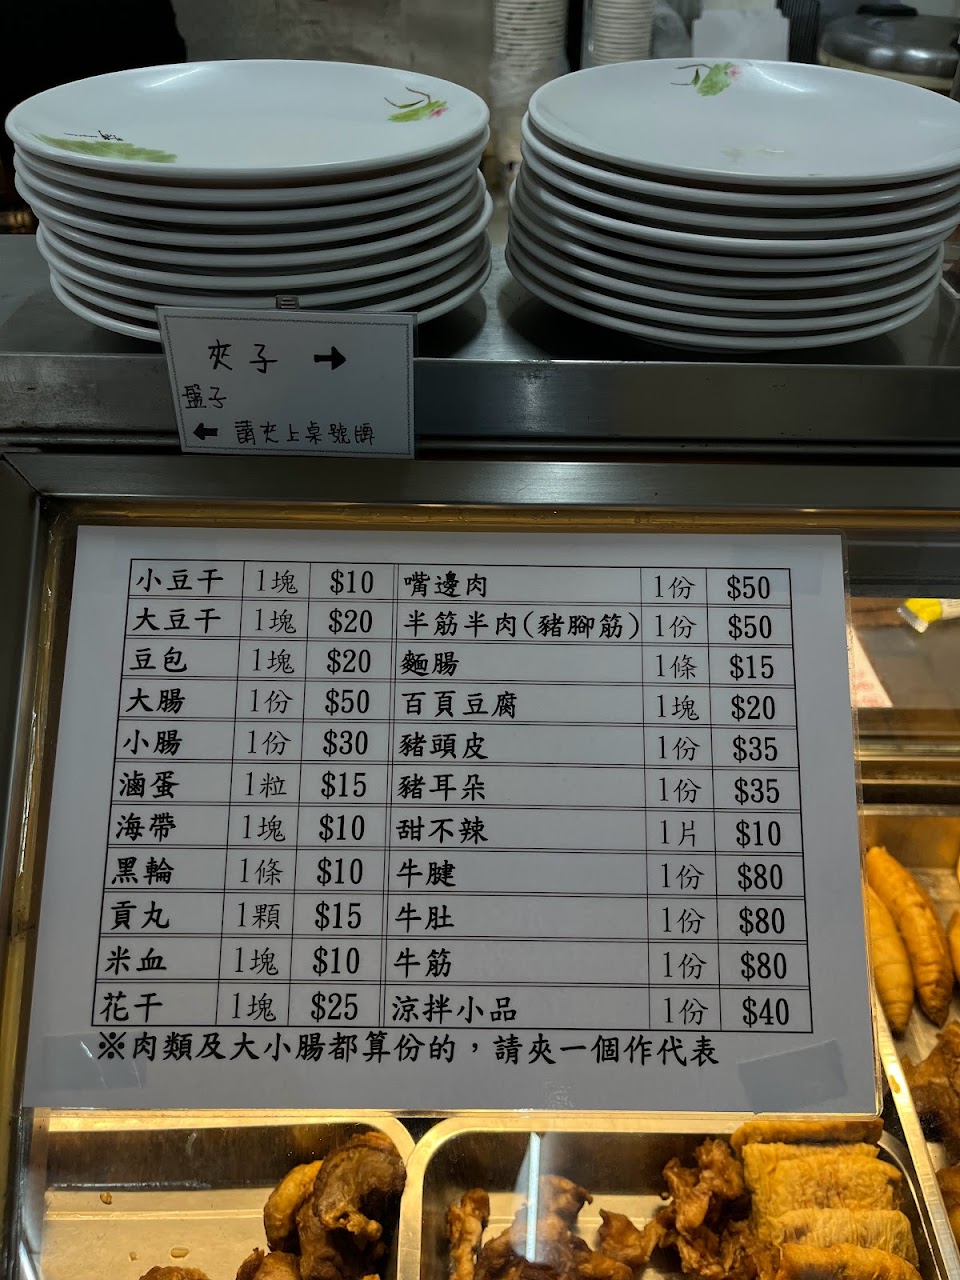 夾子 →
盤子
← 請夾上桌號牌
小豆干 1塊 $10 嘴邊肉 1份 $50
大豆干 1塊 $20 半筋半肉(豬腳筋) 1份 $50
豆包 1塊 $20 麵腸 1條 $15
大腸 1份 $50 百頁豆腐 1塊 $20
小腸 1份 $30 豬頭皮 1份 $35
滷蛋 1粒 $15 豬耳朵 1份 $35
海帶 1塊 $10 甜不辣 1片 $10
黑輪 1條 $10 牛腱 1份 $80
貢丸 1顆 $15 牛肚 1份 $80
米血 1塊 $10 牛筋 1份 $80
花干 1塊 $25 涼拌小品 1份 $40
※肉類及大小腸都算份的，請夾一個作代表